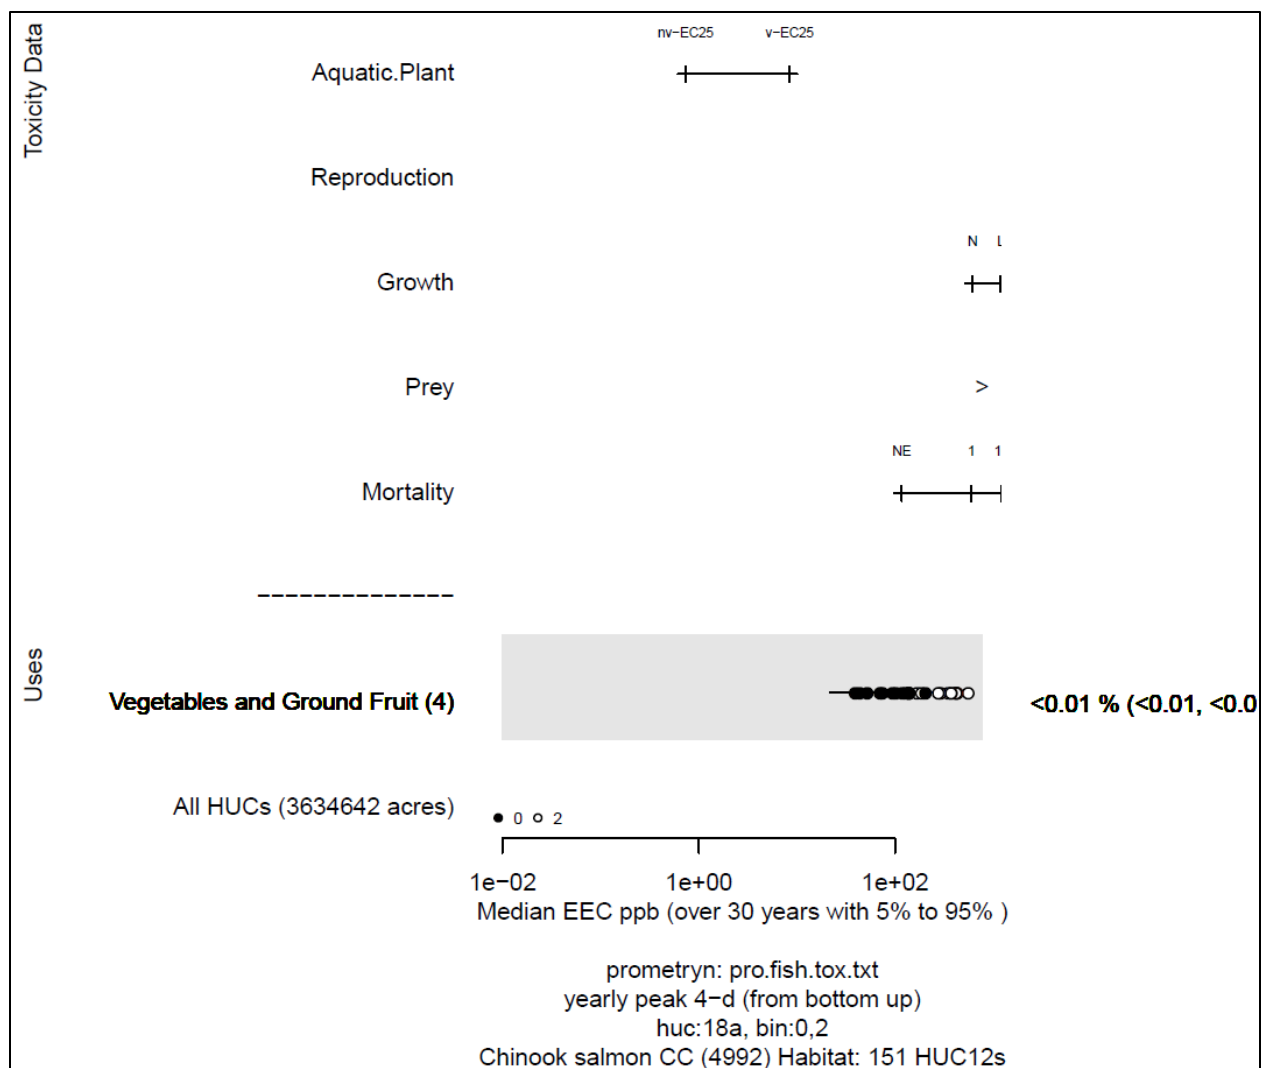 Toxicity Data
nv−EC25 v−EC25
Aquatic.Plant
Reproduction
N L
Growth
Prey >
NE 1 1
Mortality
−−−−−−−−−−−−−−
Uses
Vegetables and Ground Fruit (4) <0.01 % (<0.01, <0.0
All HUCs (3634642 acres)
0 2
1e−02 1e+00 1e+02
Median EEC ppb (over 30 years with 5% to 95% )
prometryn: pro.fish.tox.txt
yearly peak 4−d (from bottom up)
huc:18a, bin:0,2
Chinook salmon CC (4992) Habitat: 151 HUC12s